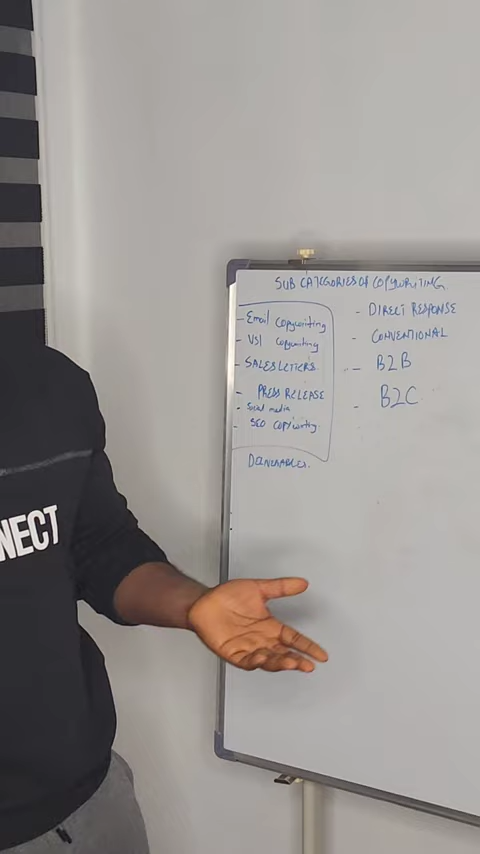 SUB CATEGORIES OF COPYWRITING.
- Email Copywriting
- VSl Copywriting
- SALES LETTERS.
- PRESS RELEASE
- Social media
- SEO Copywriting
DELIVERABLES.
- DIRECT RESPONSE
- CONVENTIONAL
- B2B
- B2C
NECT